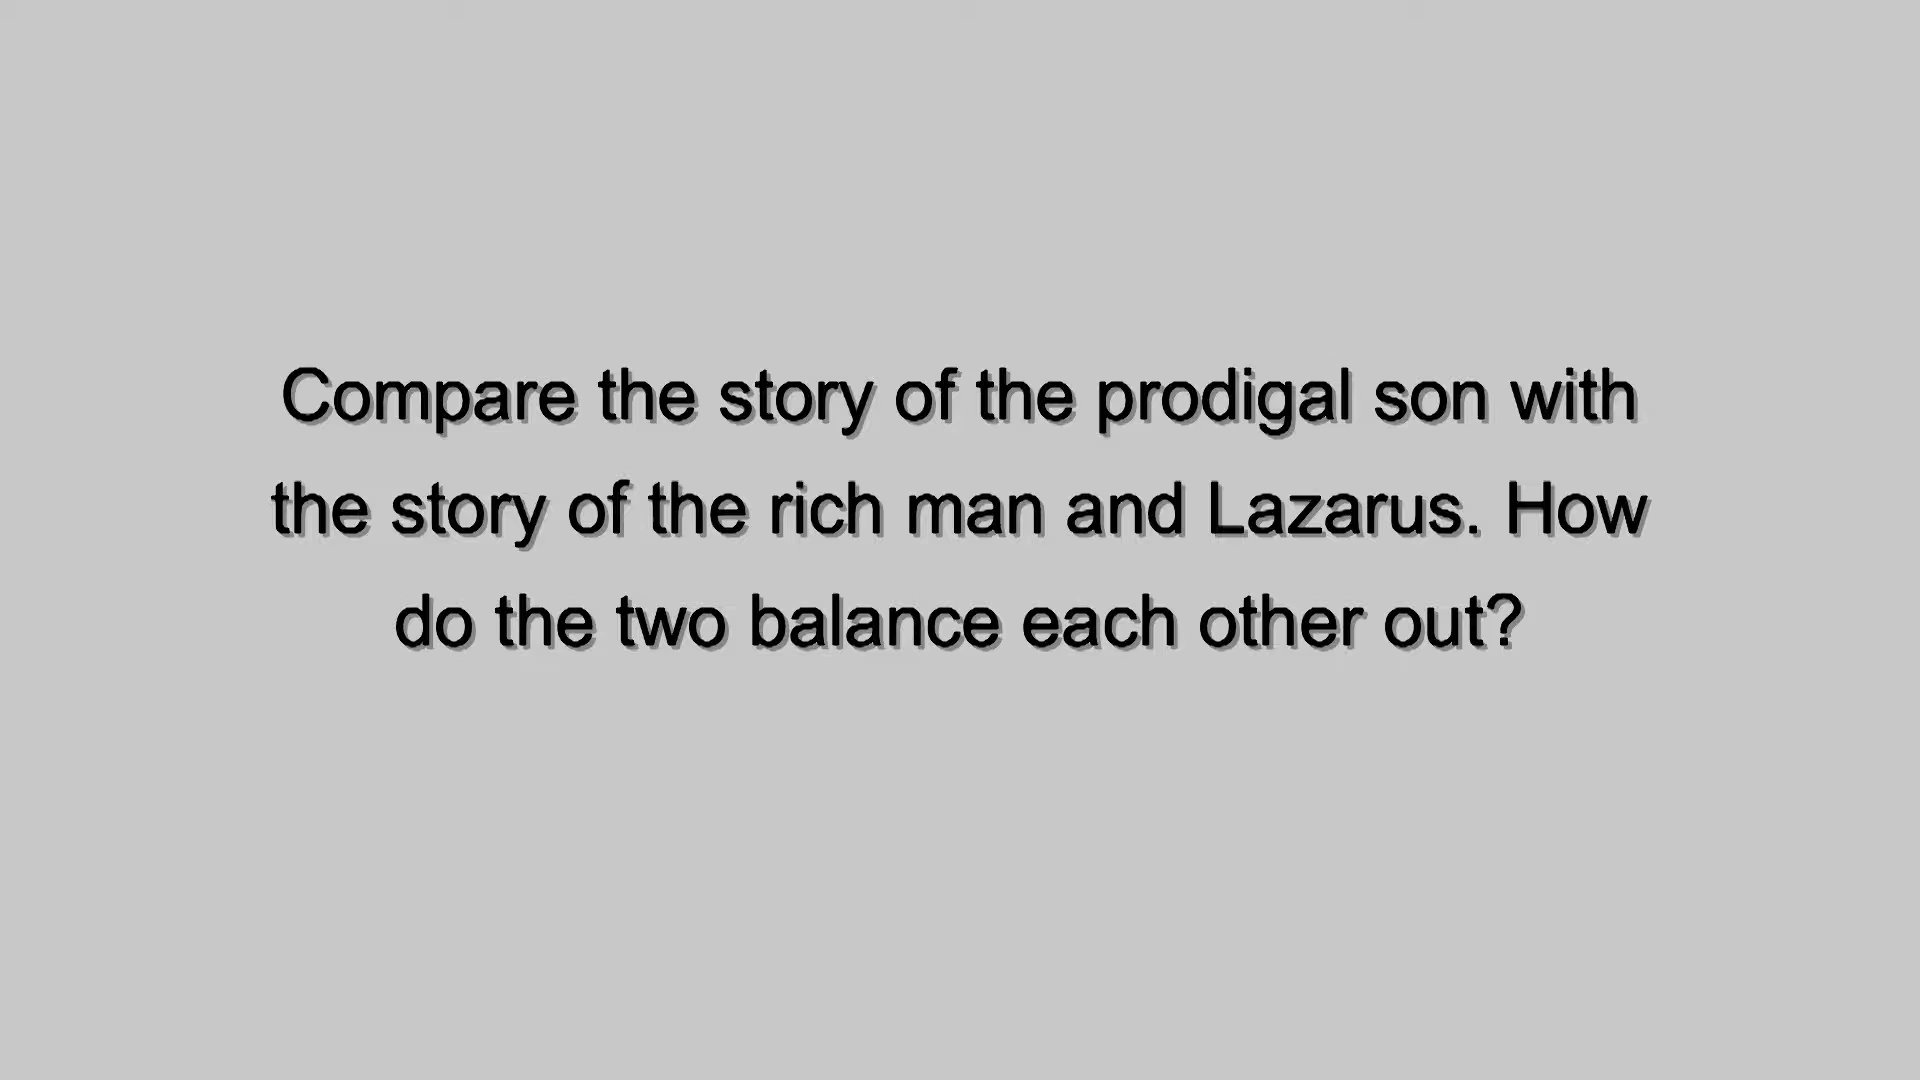 Compare the story of the prodigal son with
the story of the rich man and Lazarus. How
do the two balance each other out?